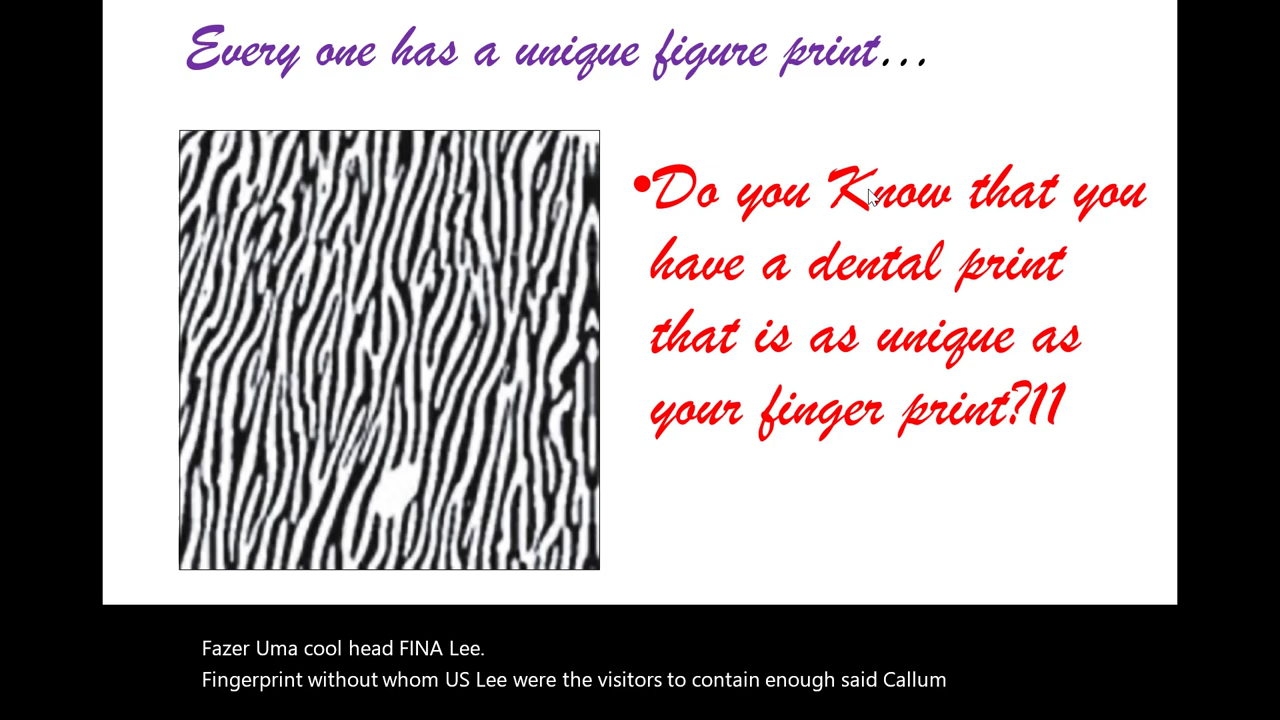 Every one has a unique figure print...
•Do you Know that you
have a dental print
that is as unique as
your finger print?11
Fazer Uma cool head FINA Lee.
Fingerprint without whom US Lee were the visitors to contain enough said Callum